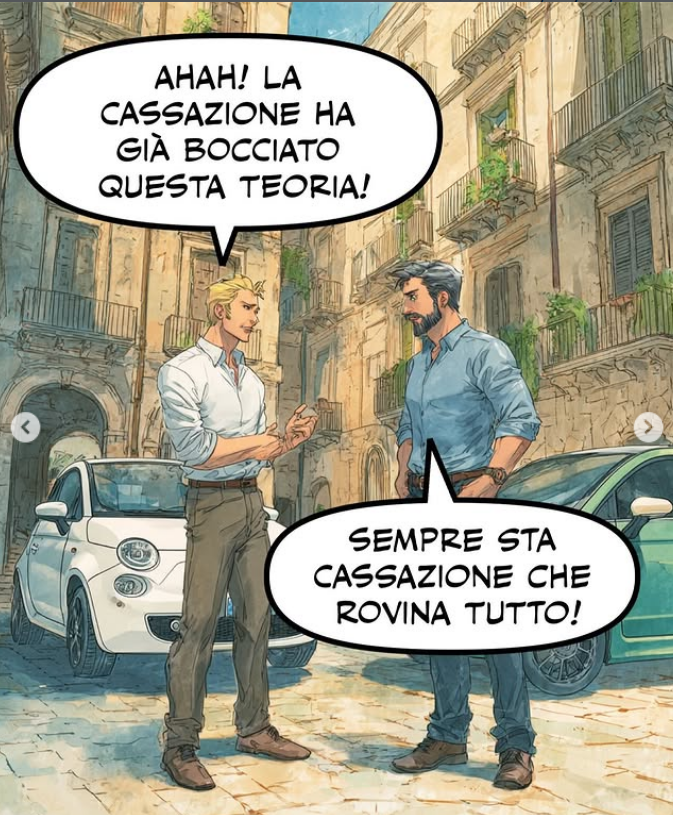 AHAH! LA
CASSAZIONE HA
GIÀ BOCCIATO
QUESTA TEORIA!
SEMPRE STA
CASSAZIONE CHE
ROVINA TUTTO!